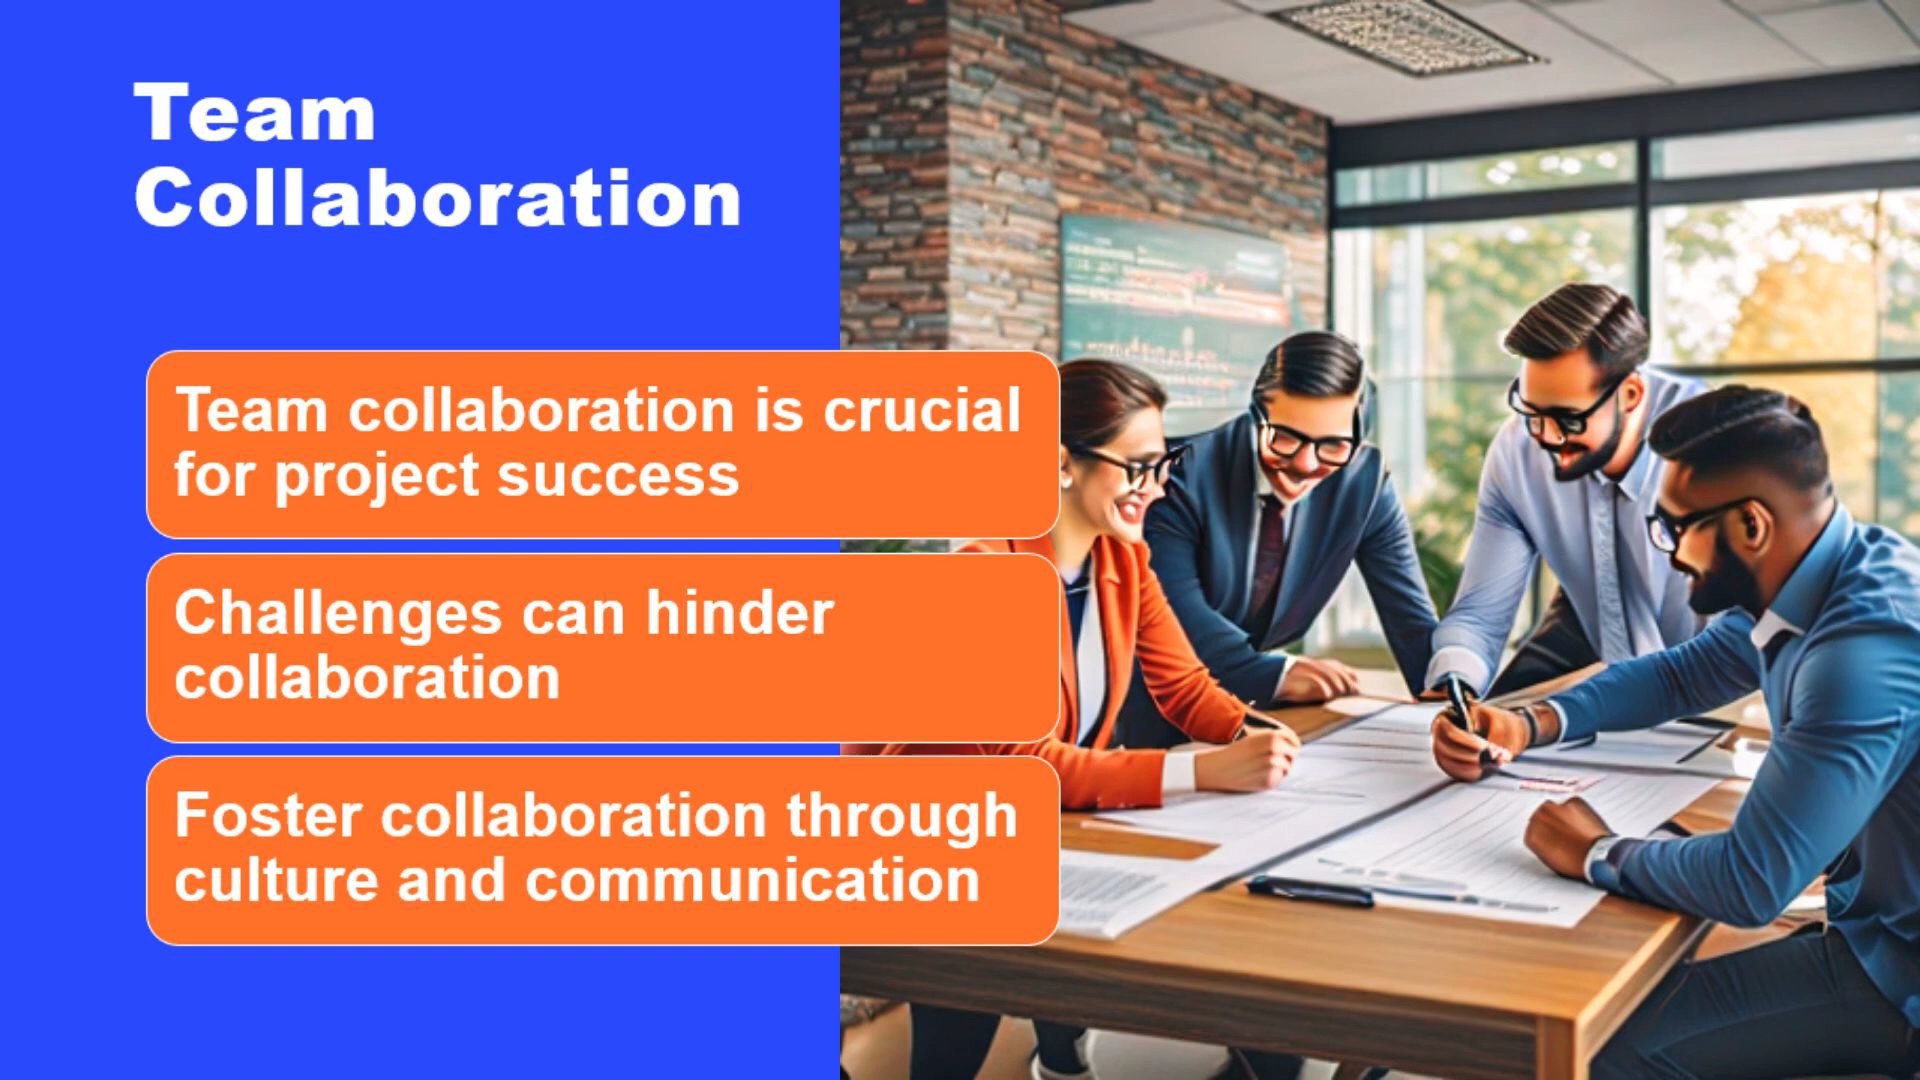 Team
Collaboration
Team collaboration is crucial
for project success
Challenges can hinder
collaboration
Foster collaboration through
culture and communication